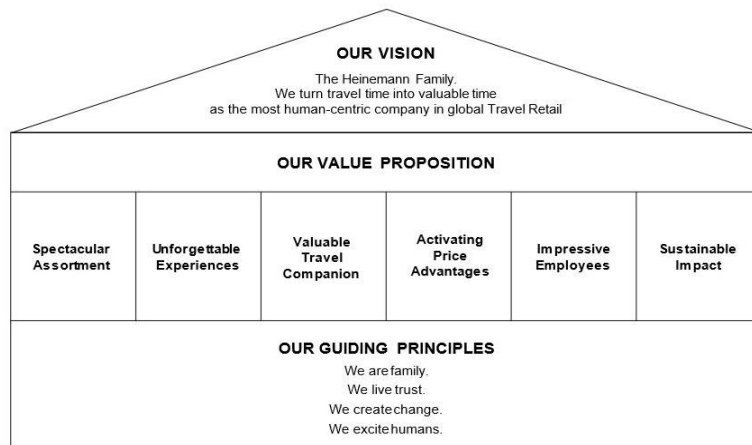 OUR VISION
The Heinemann Family.
We turn travel time into valuable time
as the most human-centric company in global Travel Retail
OUR VALUE PROPOSITION
Spectacular
Assortment
Unforgettable
Experiences
Valuable
Travel
Companion
Activating
Price
Advantages
Impressive
Employees
Sustainable
Impact
OUR GUIDING PRINCIPLES
We are family.
We live trust.
We create change.
We excite humans.